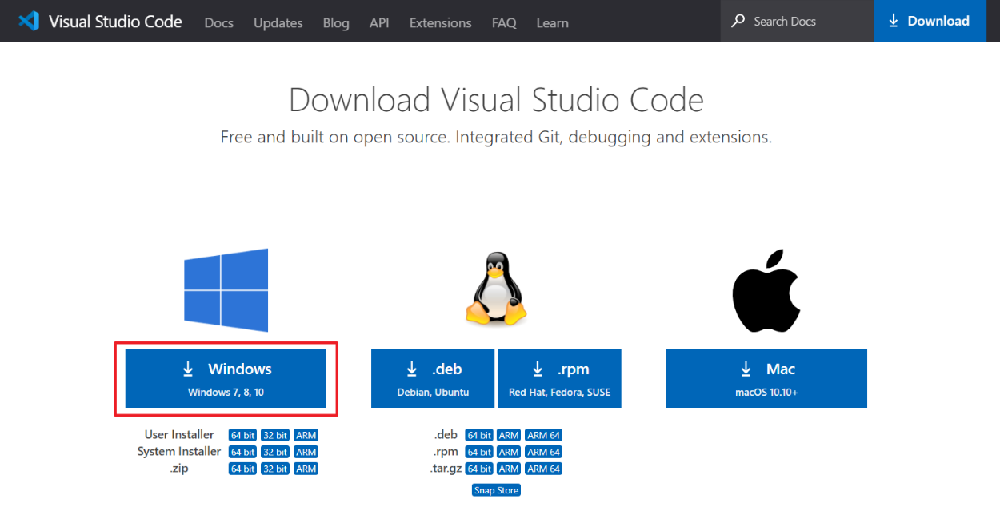 Visual Studio Code Docs Updates Blog API Extensions FAQ Learn Search Docs Download
Download Visual Studio Code
Free and built on open source. Integrated Git, debugging and extensions.
Windows
Windows 7, 8, 10
.deb
Debian, Ubuntu
.rpm
Red Hat, Fedora, SUSE
Mac
macOS 10.10+
User Installer 64 bit 32 bit ARM
System Installer 64 bit 32 bit ARM
.zip 64 bit 32 bit ARM
.deb 64 bit ARM ARM 64
.rpm 64 bit ARM ARM 64
.tar.gz 64 bit ARM ARM 64
Snap Store